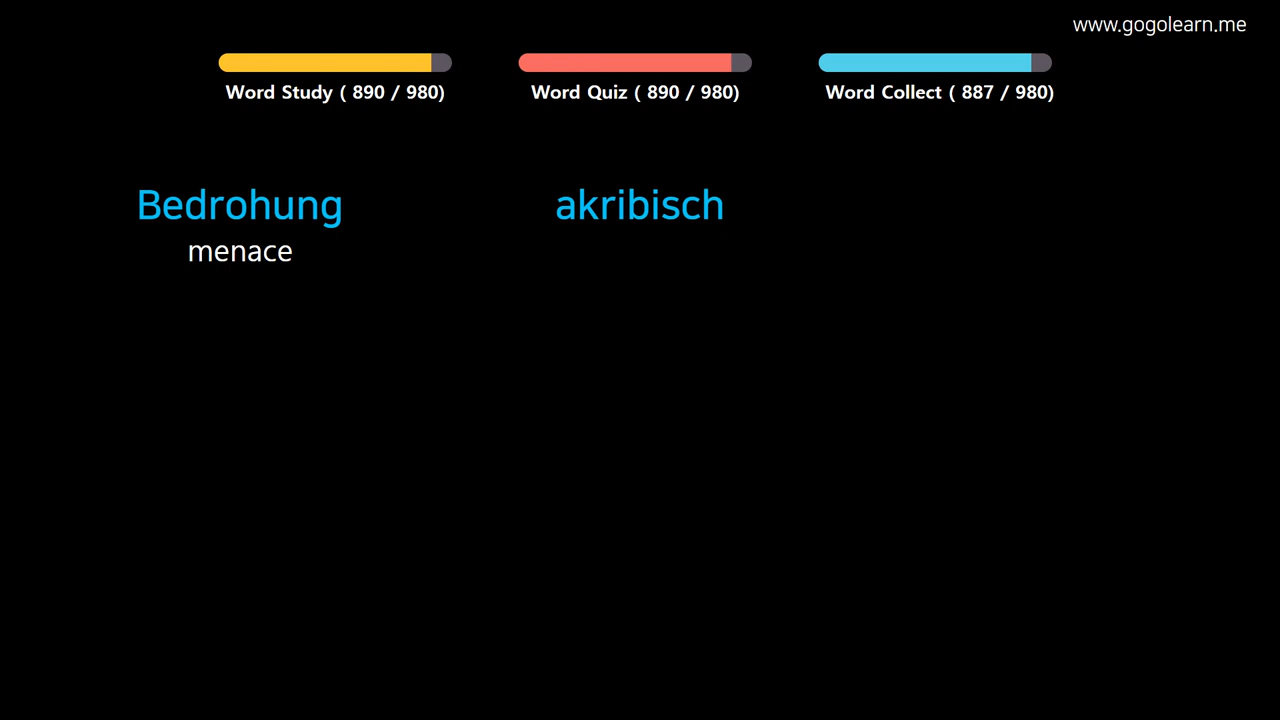 www.gogolearn.me
Word Study ( 890 / 980)
Word Quiz ( 890 / 980)
Word Collect ( 887 / 980)
Bedrohung
menace
akribisch